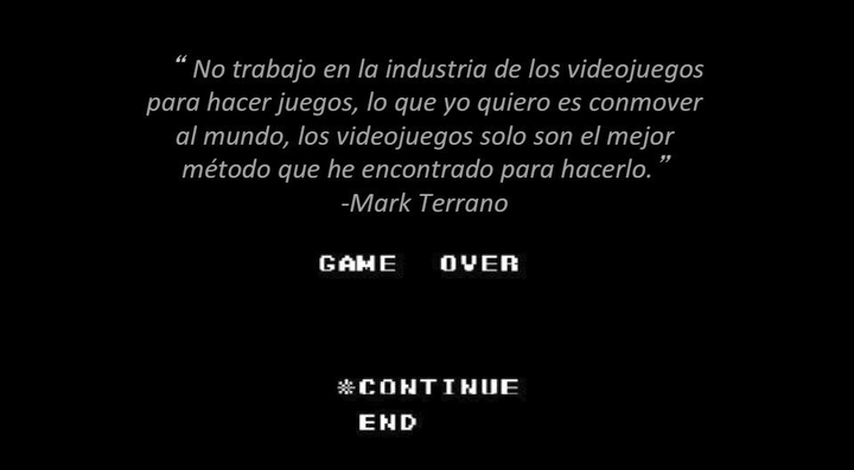 “ No trabajo en la industria de los videojuegos
para hacer juegos, lo que yo quiero es conmover
al mundo, los videojuegos solo son el mejor
método que he encontrado para hacerlo. ”
-Mark Terrano
GAME OVER
*CONTINUE
END